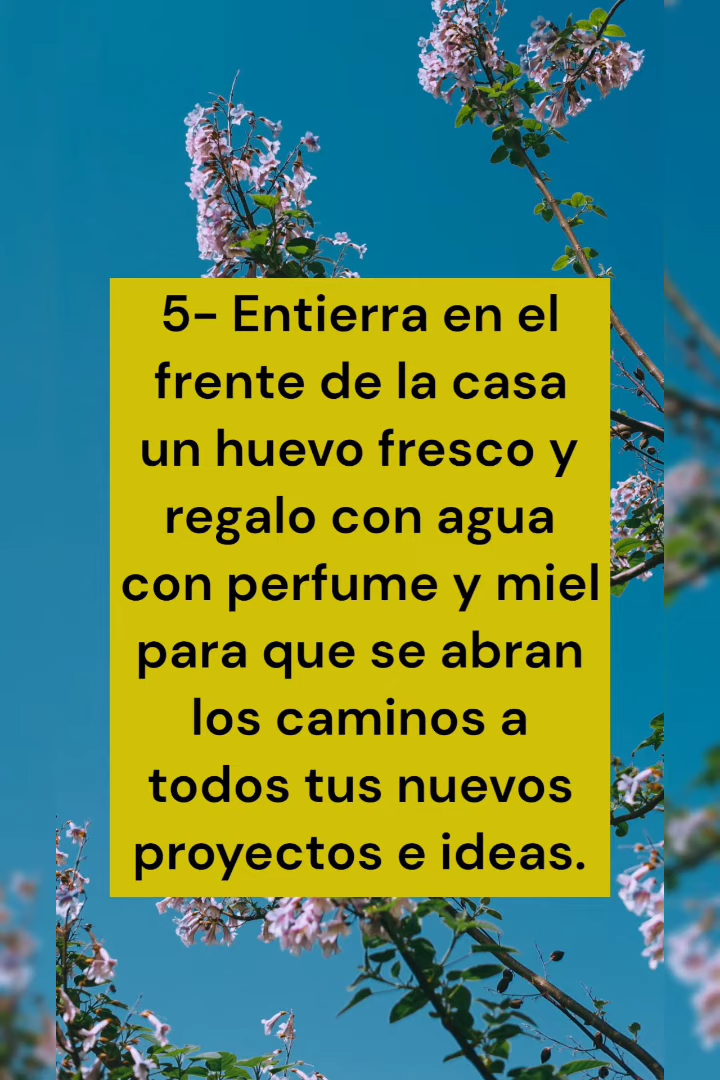 5- Entierra en el
frente de la casa
un huevo fresco y
regalo con agua
con perfume y miel
para que se abran
los caminos a
todos tus nuevos
proyectos e ideas.